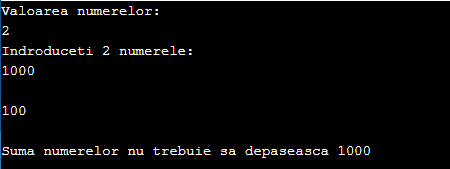 Valoarea numerelor:
2
Indroduceti 2 numerele:
1000
100
Suma numerelor nu trebuie sa depaseasca 1000